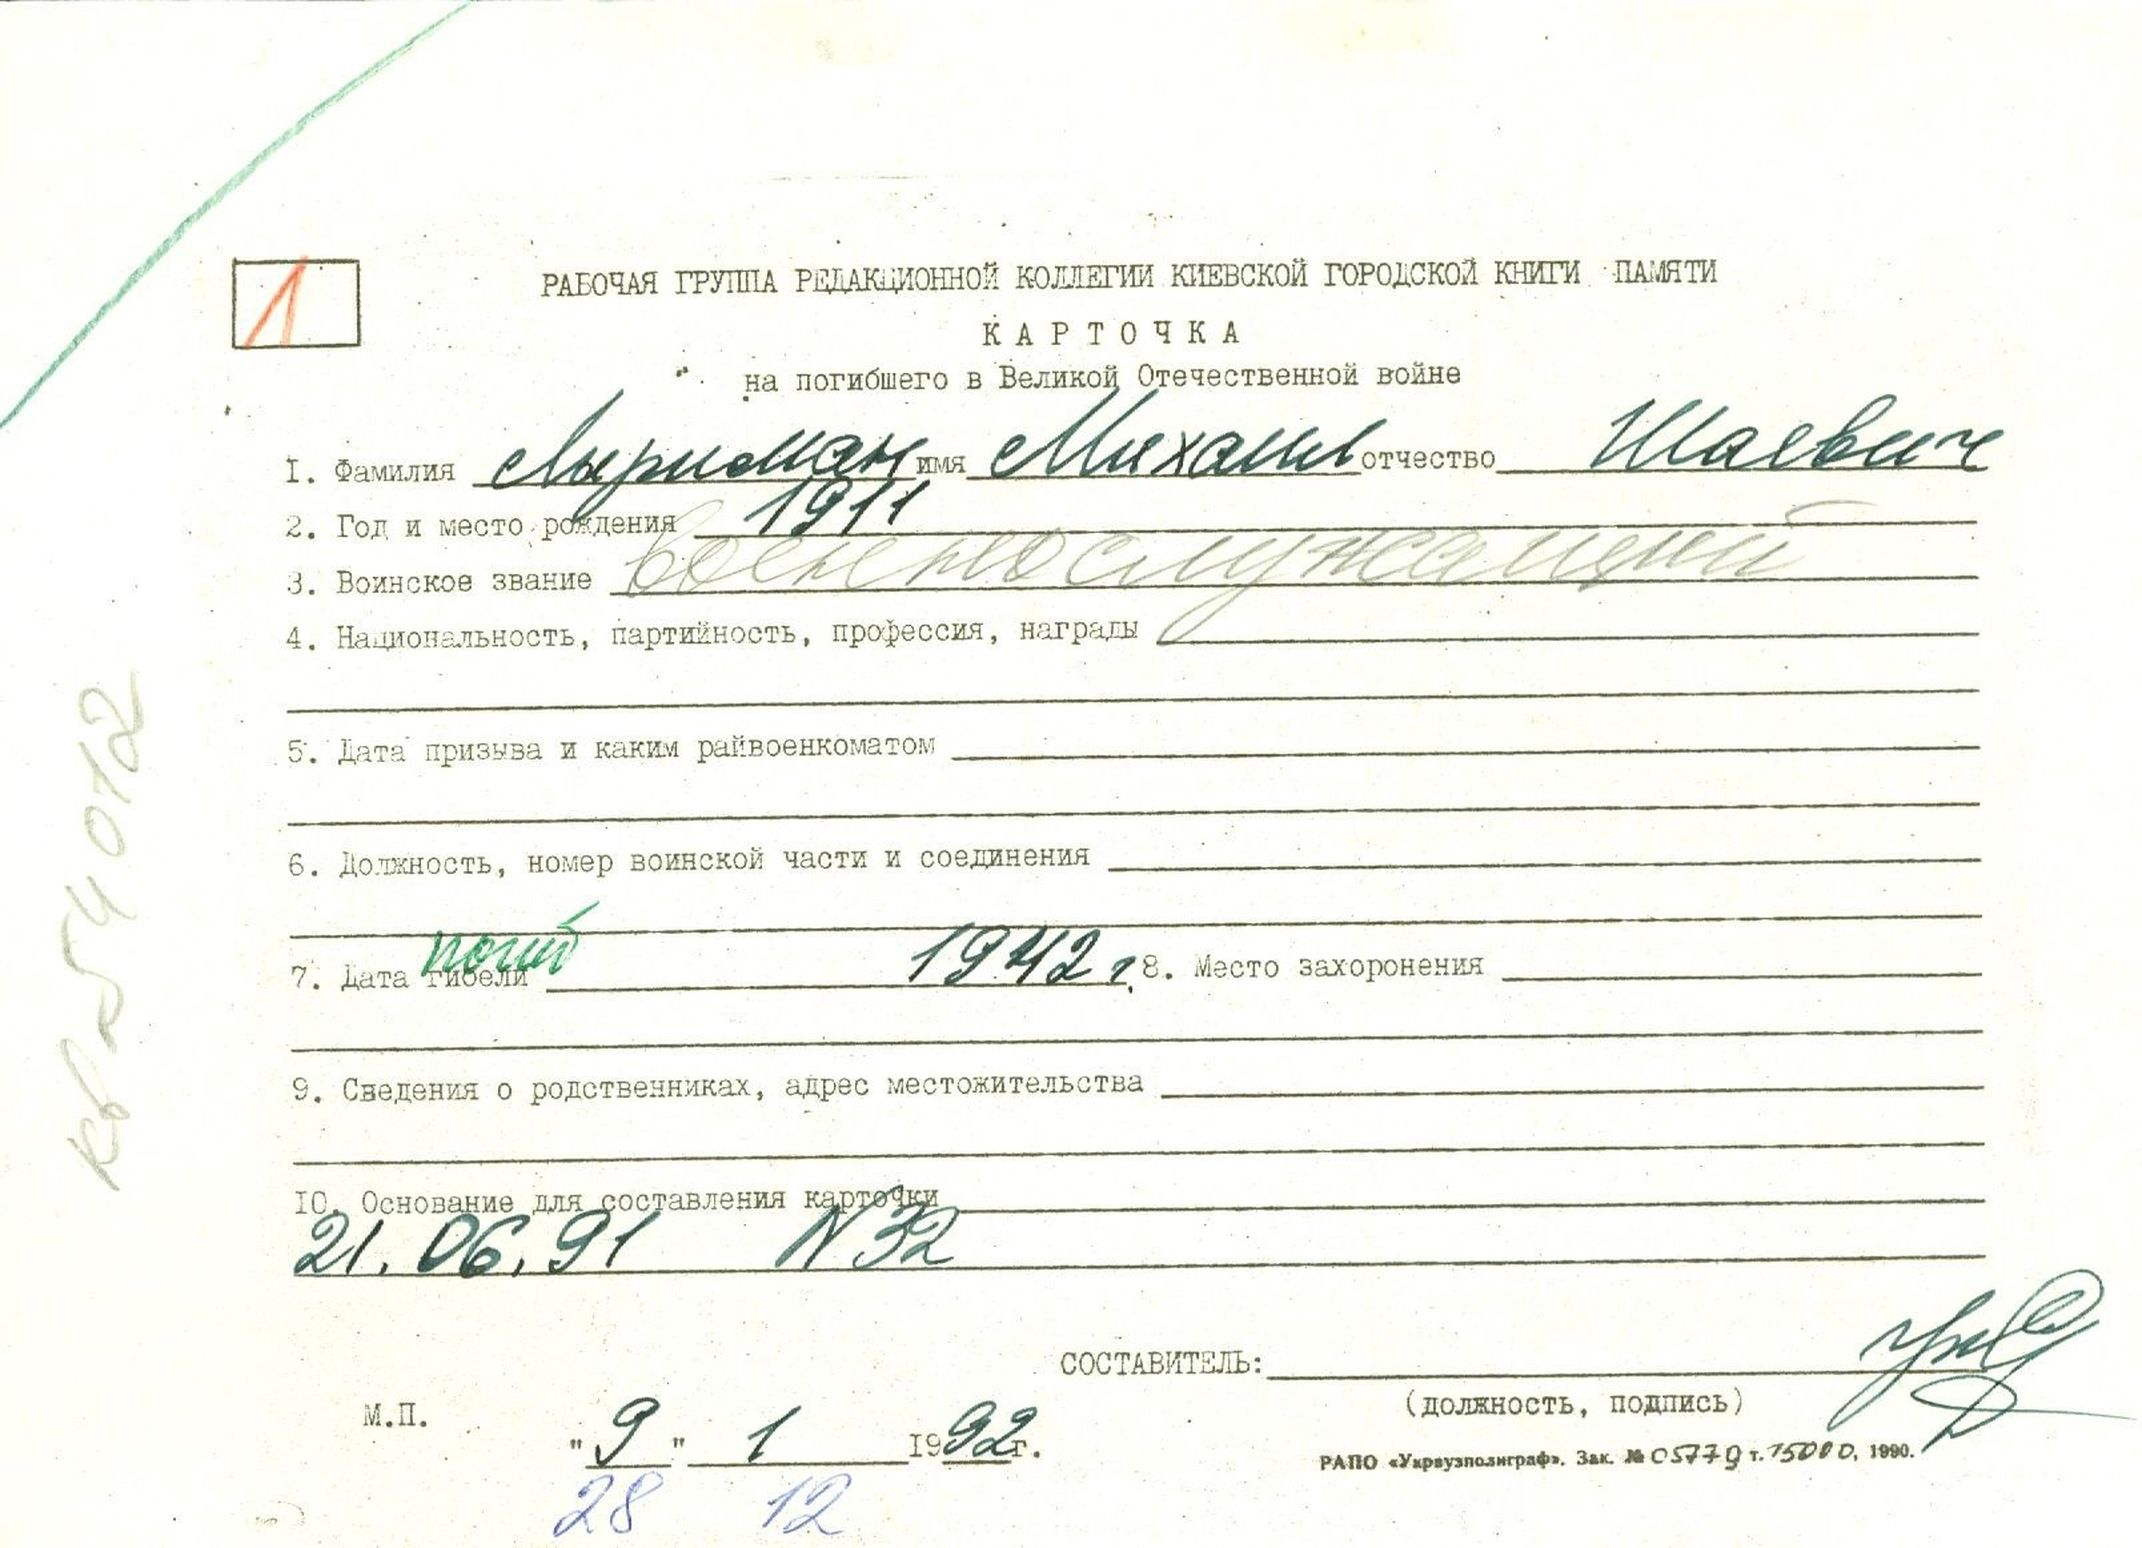 1
РАБОЧАЯ ГРУППА РЕДАКЦИОННОЙ КОЛЛЕГИИ КИЕВСКОЙ ГОРОДСКОЙ КНИГИ ПАМЯТИ
КАРТОЧКА
на погибшего в Великой Отечественной войне
1. Фамилия имя Михаил отчество Шаевич
2. Год и место рождения 1911
3. Воинское звание военнослужащий
4. Национальность, партийность, профессия, награды
5. Дата призыва и каким райвоенкоматом
6. Должность, номер воинской части и соединения
погиб
7. Дата гибели 1942 г. 8. Место захоронения
9. Сведения о родственниках, адрес местожительства
10. Основание для составления карточки
21.06.91 N 32
СОСТАВИТЕЛЬ:
(должность, подпись)
М.П.
"9" 1 1992г.
РАПО «Укрвузполиграф». Зак. № 05779 т. 15000, 1990.
28 12
54012